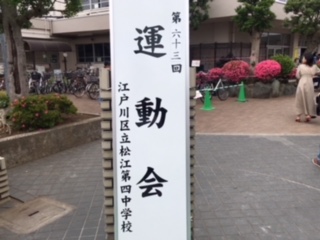 第六十三回
運動会
江戸川区立松江第四中学校